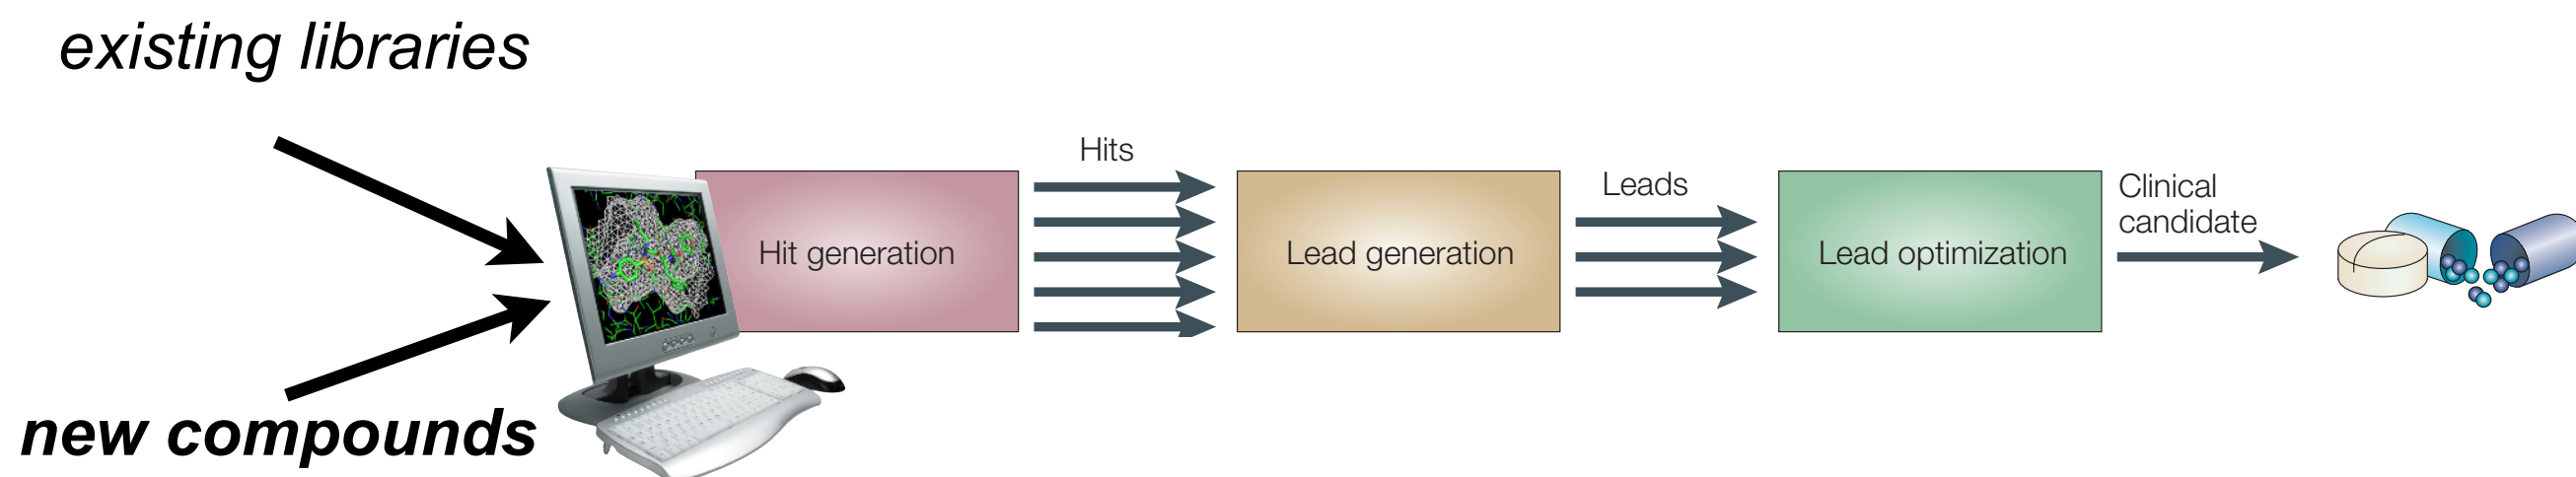 existing libraries
new compounds
Hit generation
Hits
Lead generation
Leads
Lead optimization
Clinical
candidate